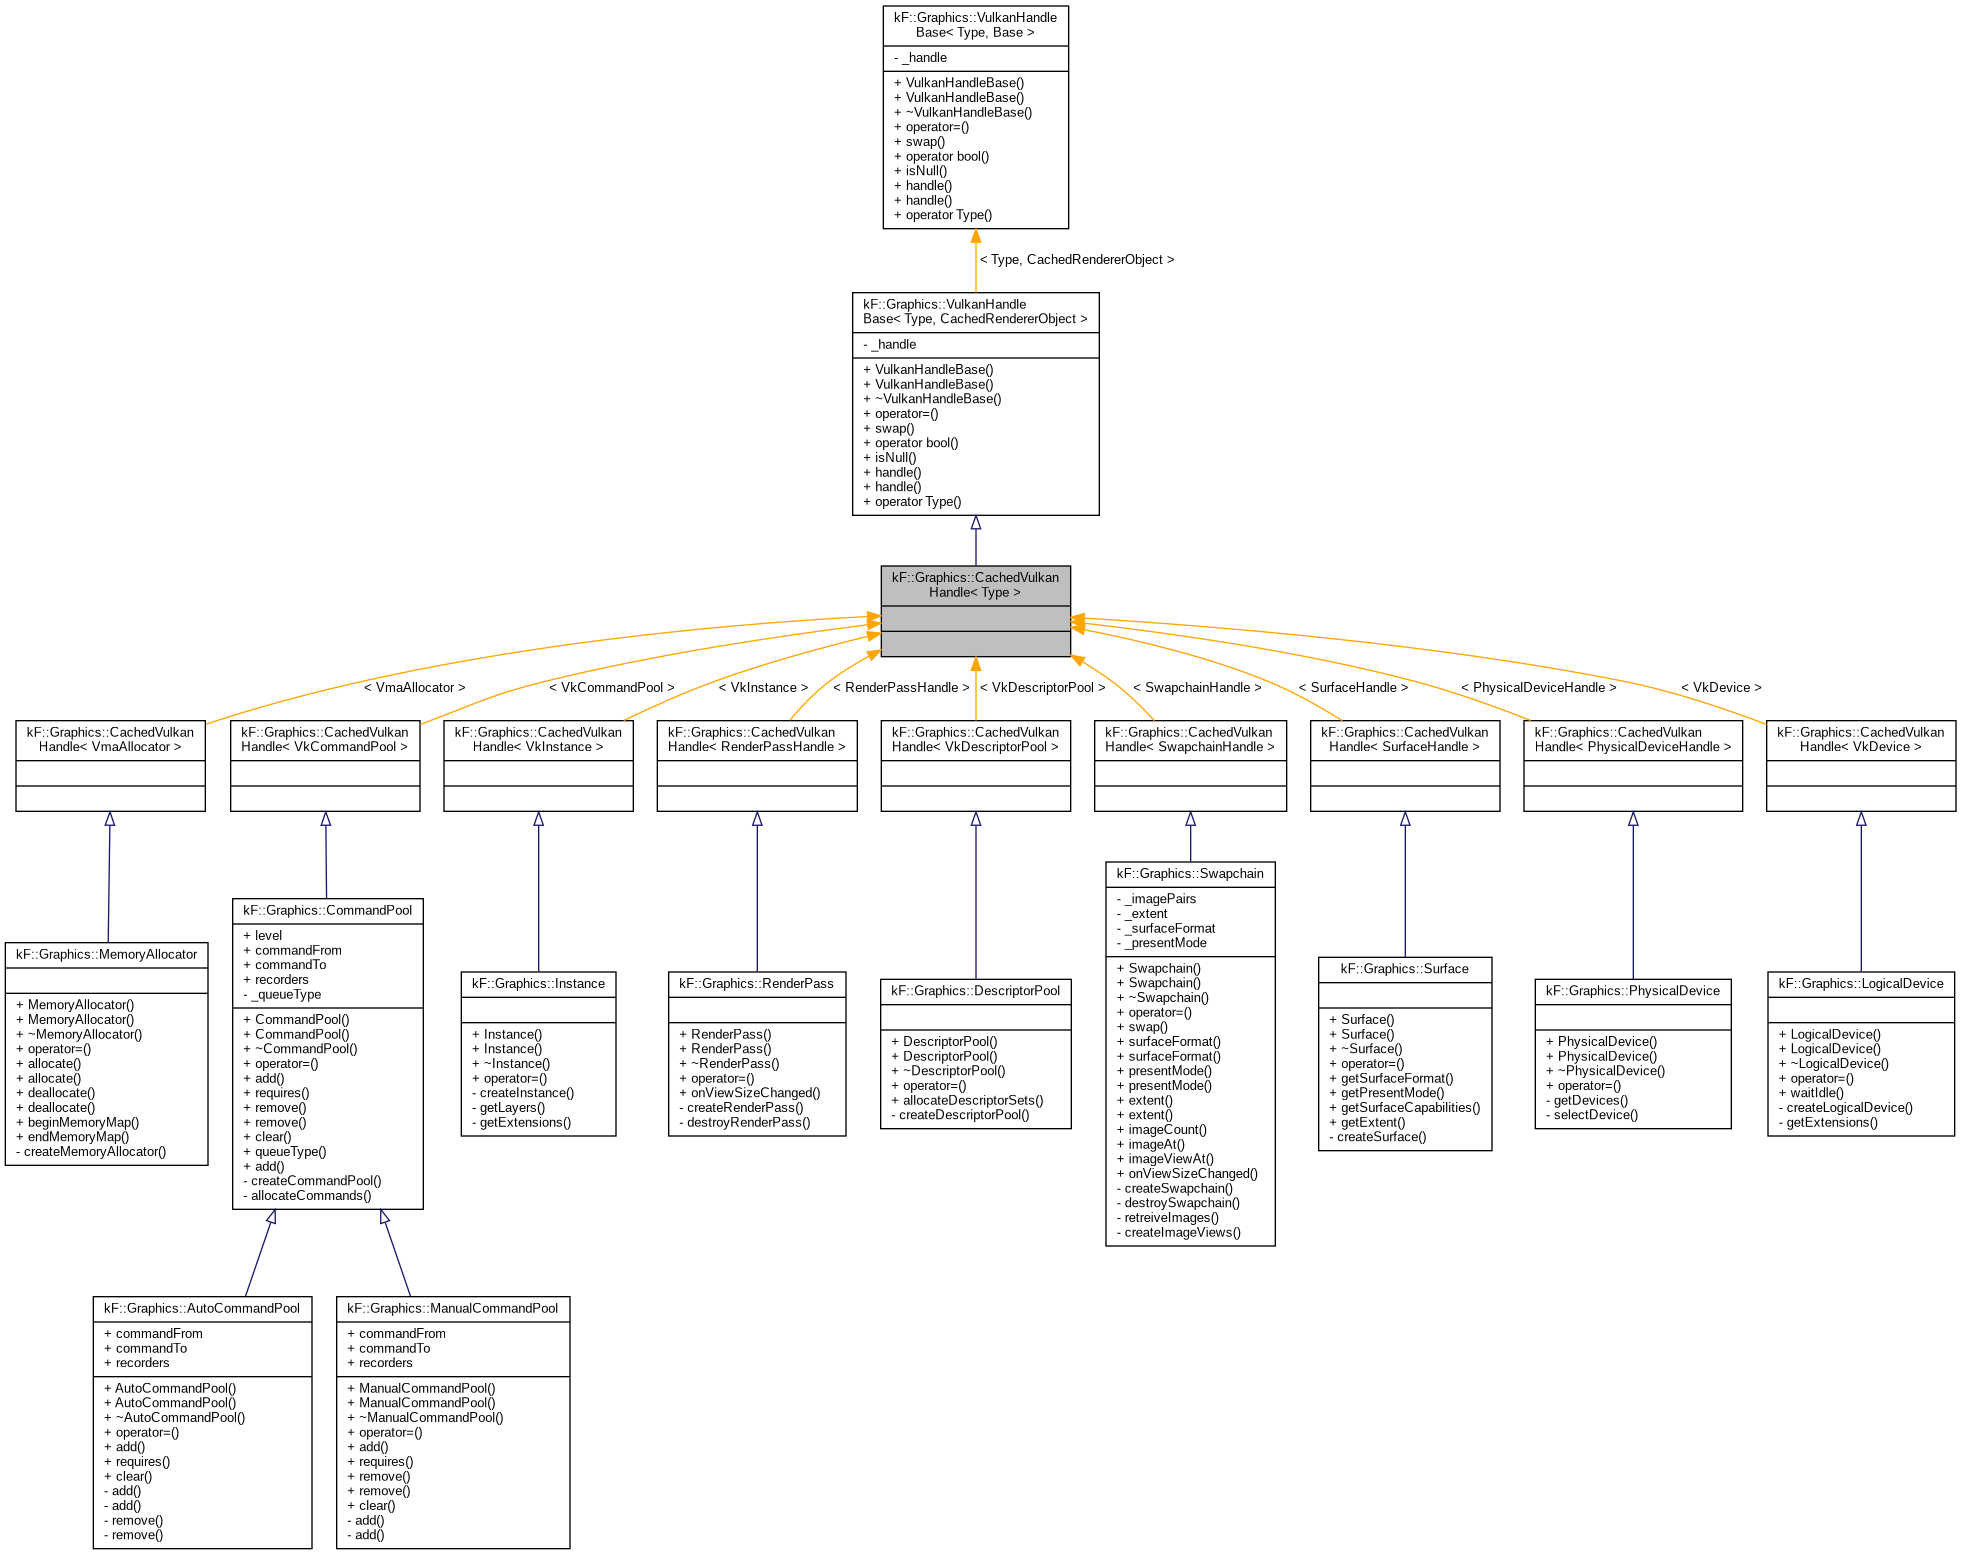 kF::Graphics::VulkanHandle
Base< Type, Base >
- _handle
+ VulkanHandleBase()
+ VulkanHandleBase()
+ ~VulkanHandleBase()
+ operator=()
+ swap()
+ operator bool()
+ isNull()
+ handle()
+ handle()
+ operator Type()
< Type, CachedRendererObject >
kF::Graphics::VulkanHandle
Base< Type, CachedRendererObject >
- _handle
+ VulkanHandleBase()
+ VulkanHandleBase()
+ ~VulkanHandleBase()
+ operator=()
+ swap()
+ operator bool()
+ isNull()
+ handle()
+ handle()
+ operator Type()
kF::Graphics::CachedVulkan
Handle< Type >
< VmaAllocator >
< VkCommandPool >
< VkInstance >
< RenderPassHandle >
< VkDescriptorPool >
< SwapchainHandle >
< SurfaceHandle >
< PhysicalDeviceHandle >
< VkDevice >
kF::Graphics::CachedVulkan
Handle< VmaAllocator >
kF::Graphics::CachedVulkan
Handle< VkCommandPool >
kF::Graphics::CachedVulkan
Handle< VkInstance >
kF::Graphics::CachedVulkan
Handle< RenderPassHandle >
kF::Graphics::CachedVulkan
Handle< VkDescriptorPool >
kF::Graphics::CachedVulkan
Handle< SwapchainHandle >
kF::Graphics::CachedVulkan
Handle< SurfaceHandle >
kF::Graphics::CachedVulkan
Handle< PhysicalDeviceHandle >
kF::Graphics::CachedVulkan
Handle< VkDevice >
kF::Graphics::MemoryAllocator
+ MemoryAllocator()
+ MemoryAllocator()
+ ~MemoryAllocator()
+ operator=()
+ allocate()
+ allocate()
+ deallocate()
+ deallocate()
+ beginMemoryMap()
+ endMemoryMap()
- createMemoryAllocator()
kF::Graphics::CommandPool
+ level
+ commandFrom
+ commandTo
+ recorders
- _queueType
+ CommandPool()
+ CommandPool()
+ ~CommandPool()
+ operator=()
+ add()
+ requires()
+ remove()
+ remove()
+ clear()
+ queueType()
+ add()
- createCommandPool()
- allocateCommands()
kF::Graphics::Instance
+ Instance()
+ Instance()
+ ~Instance()
+ operator=()
- createInstance()
- getLayers()
- getExtensions()
kF::Graphics::RenderPass
+ RenderPass()
+ RenderPass()
+ ~RenderPass()
+ operator=()
+ onViewSizeChanged()
- createRenderPass()
- destroyRenderPass()
kF::Graphics::DescriptorPool
+ DescriptorPool()
+ DescriptorPool()
+ ~DescriptorPool()
+ operator=()
+ allocateDescriptorSets()
- createDescriptorPool()
kF::Graphics::Swapchain
- _imagePairs
- _extent
- _surfaceFormat
- _presentMode
+ Swapchain()
+ Swapchain()
+ ~Swapchain()
+ operator=()
+ swap()
+ surfaceFormat()
+ surfaceFormat()
+ presentMode()
+ presentMode()
+ extent()
+ extent()
+ imageCount()
+ imageAt()
+ imageViewAt()
+ onViewSizeChanged()
- createSwapchain()
- destroySwapchain()
- retreiveImages()
- createImageViews()
kF::Graphics::Surface
+ Surface()
+ Surface()
+ ~Surface()
+ operator=()
+ getSurfaceFormat()
+ getPresentMode()
+ getSurfaceCapabilities()
+ getExtent()
- createSurface()
kF::Graphics::PhysicalDevice
+ PhysicalDevice()
+ PhysicalDevice()
+ ~PhysicalDevice()
+ operator=()
- getDevices()
- selectDevice()
kF::Graphics::LogicalDevice
+ LogicalDevice()
+ LogicalDevice()
+ ~LogicalDevice()
+ operator=()
+ waitIdle()
- createLogicalDevice()
- getExtensions()
kF::Graphics::AutoCommandPool
+ commandFrom
+ commandTo
+ recorders
+ AutoCommandPool()
+ AutoCommandPool()
+ ~AutoCommandPool()
+ operator=()
+ add()
+ requires()
+ clear()
- add()
- add()
- remove()
- remove()
kF::Graphics::ManualCommandPool
+ commandFrom
+ commandTo
+ recorders
+ ManualCommandPool()
+ ManualCommandPool()
+ ~ManualCommandPool()
+ operator=()
+ add()
+ requires()
+ remove()
+ remove()
+ clear()
- add()
- add()